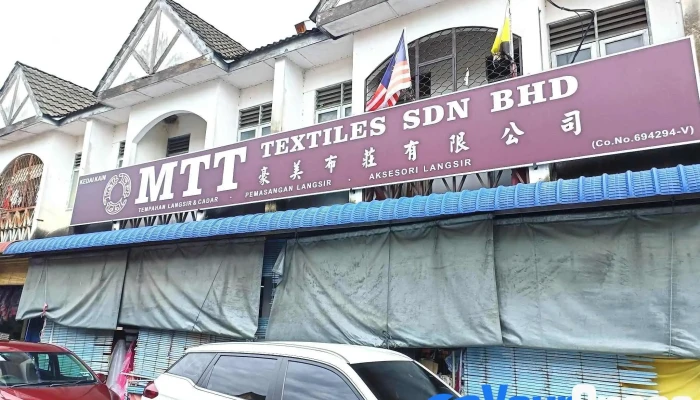 KEDAI KAIN
MTT TEXTILES SDN BHD
豪美布莊有限公司
(Co.No.694294-V)
TEMPAHAN LANGSIR & CADAR . PEMASANGAN LANGSIR . AKSESORI LANGSIR